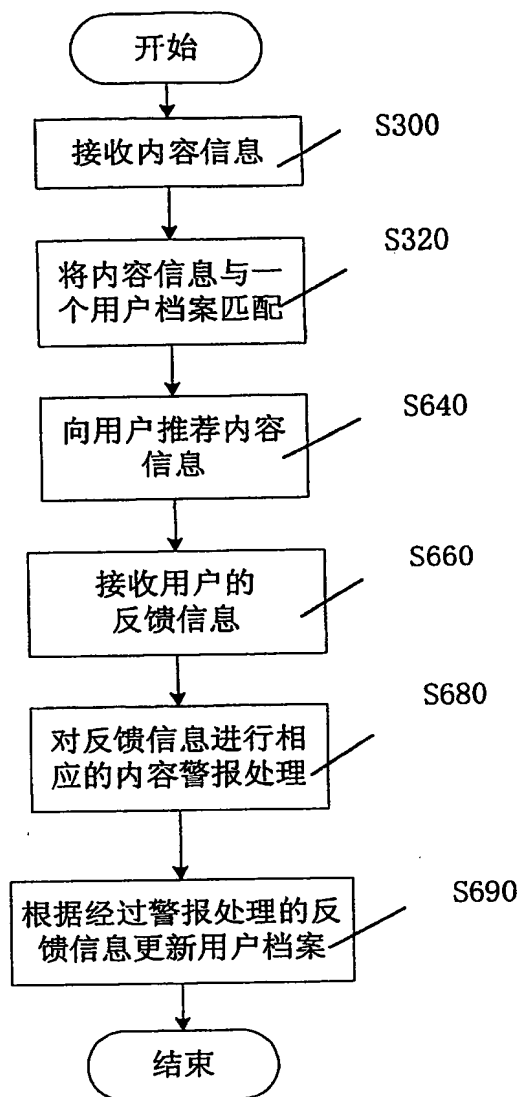 开始
接收内容信息
S300
将内容信息与一
个用户档案匹配
S320
向用户推荐内容
信息
S640
接收用户的
反馈信息
S660
对反馈信息进行相
应的内容警报处理
S680
根据经过警报处理的反
馈信息更新用户档案
S690
结束